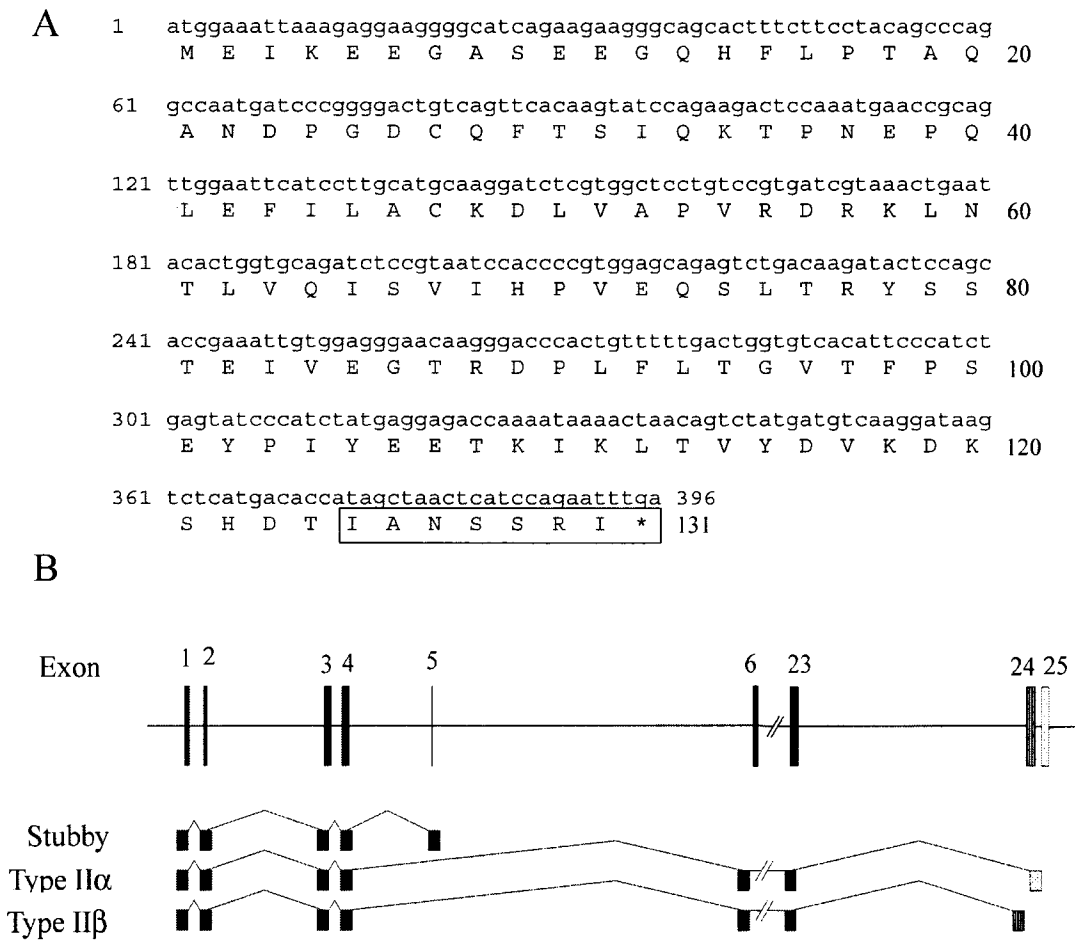 A
1 atggaaattaaagaggaaggggcatcagaagaagggcagcactttcttcctacagcccag
M E I K E E G A S E E G Q H F L P T A Q 20
61 gccaatgatcccggggactgtcagttcacaagtatccagaagactccaaatgaaccgcag
A N D P G D C Q F T S I Q K T P N E P Q 40
121 ttggaattcatccttgcatgcaaggatctcgtggctcctgtccgtgatcgtaaactgaat
L E F I L A C K D L V A P V R D R K L N 60
181 acactggtgcagatctccgtaatccaccccgtggagcagagtctgacaagatactccagc
T L V Q I S V I H P V E Q S L T R Y S S 80
241 accgaaattgtggagggaacaagggacccactgtttttgactggtgtcacattcccatct
T E I V E G T R D P L F L T G V T F P S 100
301 gagtatcccatctatgaggagaccaaaataaaactaacagtctatgatgtcaaggataag
E Y P I Y E E T K I K L T V Y D V K D K 120
361 tctcatgacaccatagctaactcatccagaatttga 396
S H D T I A N S S R I * 131
B
Exon 1 2 3 4 5 6 23 24 25
Stubby
Type IIα
Type IIβ